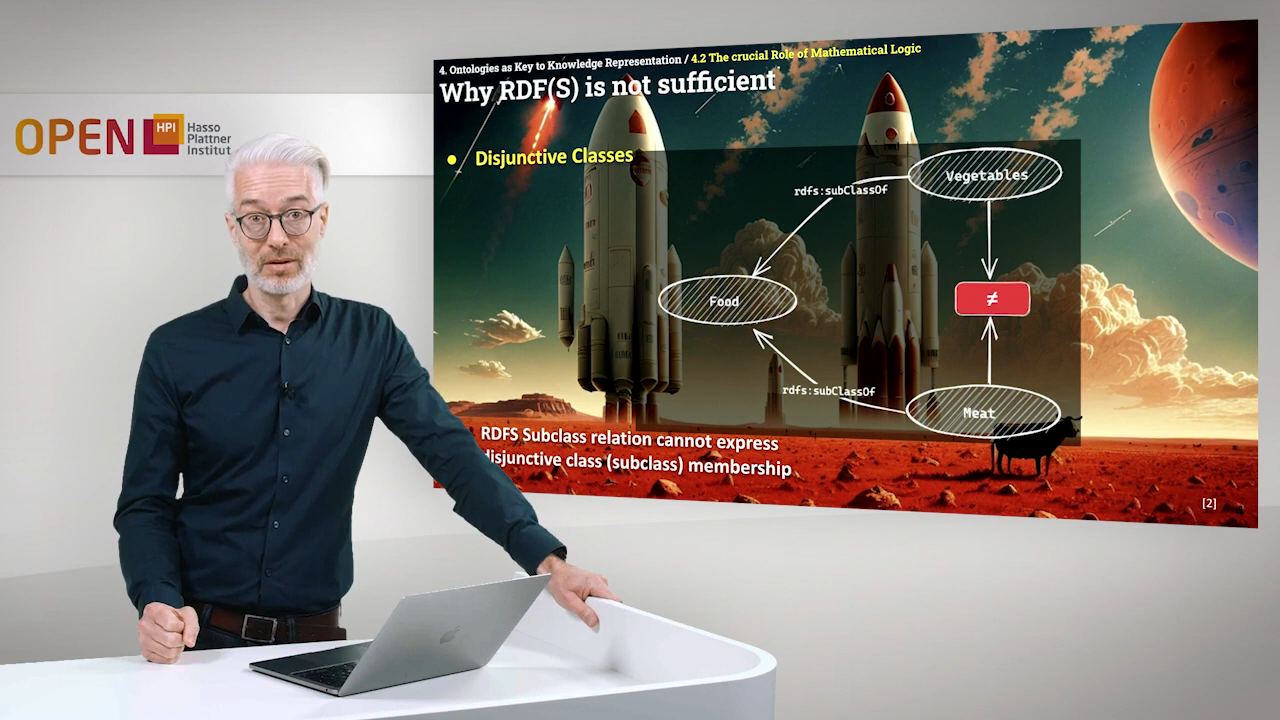 OPEN HPI Hasso
Plattner
Institut
4. Ontologies as Key to Knowledge Representation / 4.2 The crucial Role of Mathematical Logic
Why RDF(S) is not sufficient
• Disjunctive Classes
Vegetables
rdfs:subClassOf
Food
≠
rdfs:subClassOf
Meat
RDFS Subclass relation cannot express
disjunctive class (subclass) membership
[2]